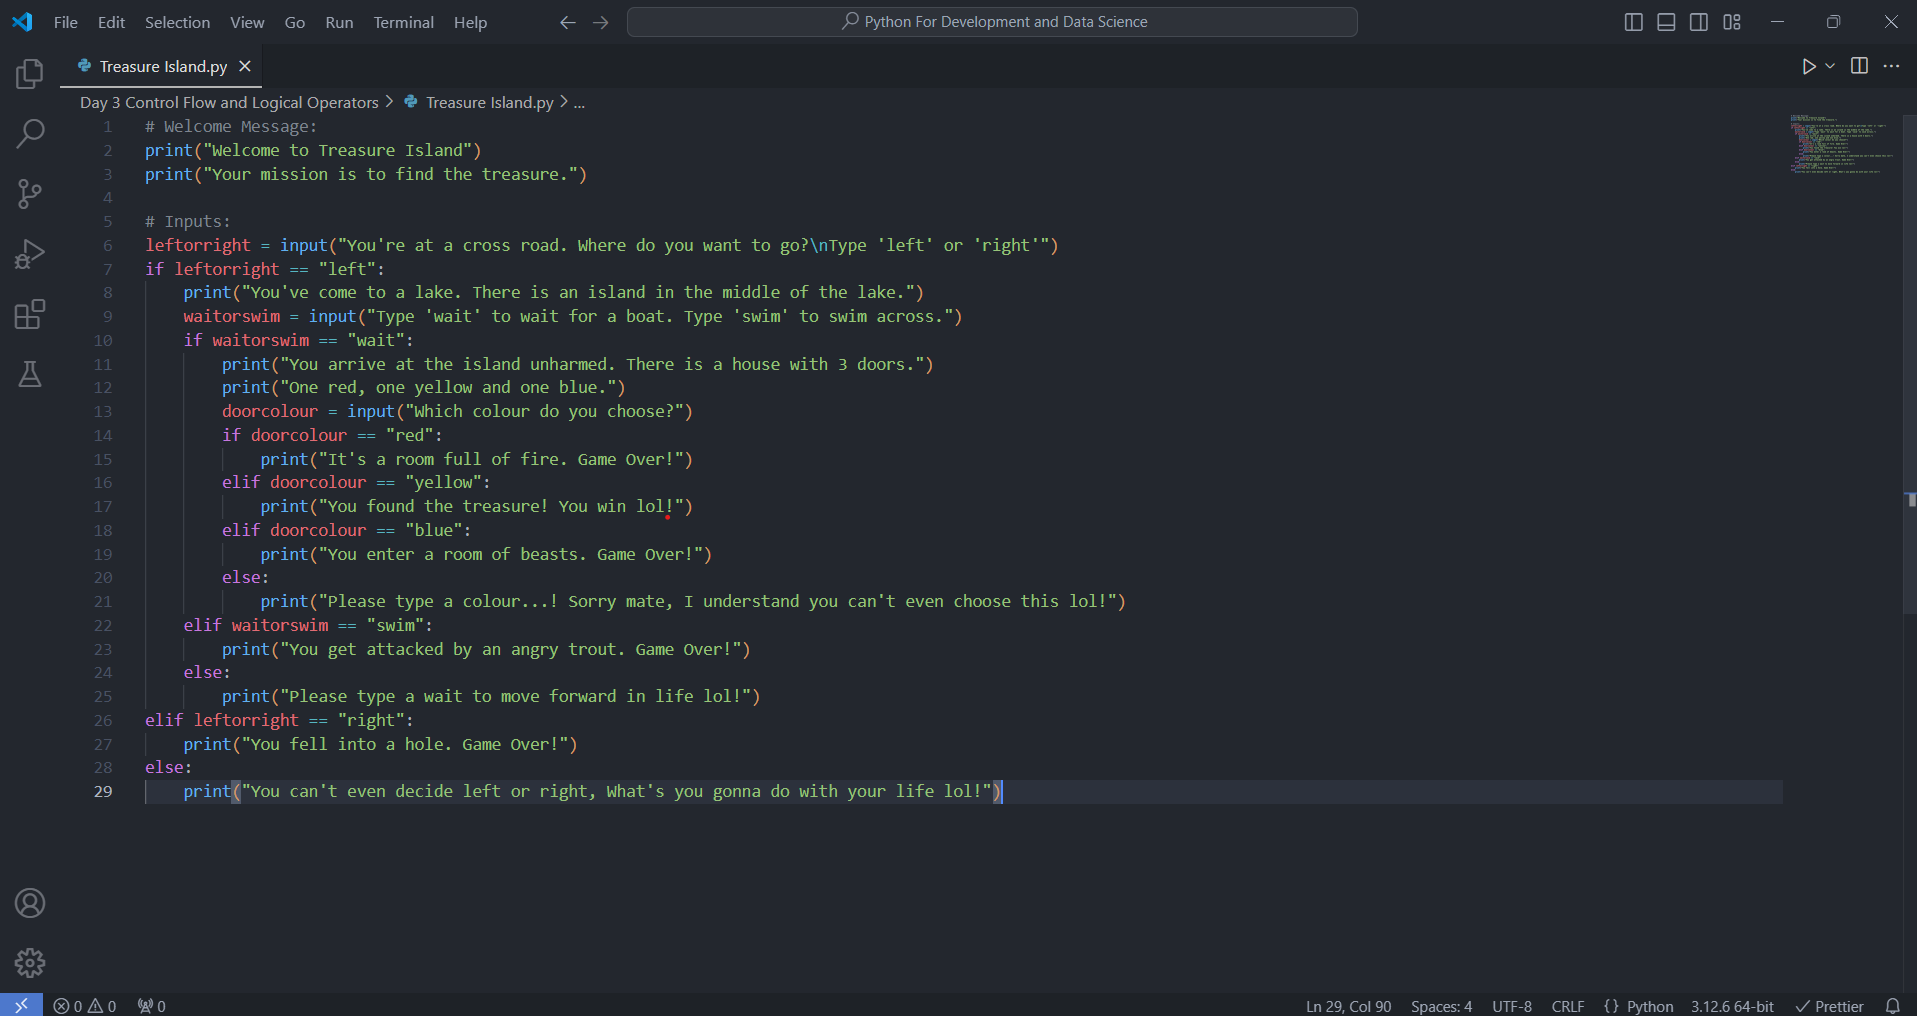 File Edit Selection View Go Run Terminal Help
Python For Development and Data Science
Treasure Island.py
Day 3 Control Flow and Logical Operators > Treasure Island.py > ...
1 # Welcome Message:
2 print("Welcome to Treasure Island")
3 print("Your mission is to find the treasure.")
4
5 # Inputs:
6 leftorright = input("You're at a cross road. Where do you want to go?\nType 'left' or 'right'")
7 if leftorright == "left":
8     print("You've come to a lake. There is an island in the middle of the lake.")
9     waitorswim = input("Type 'wait' to wait for a boat. Type 'swim' to swim across.")
10     if waitorswim == "wait":
11         print("You arrive at the island unharmed. There is a house with 3 doors.")
12         print("One red, one yellow and one blue.")
13         doorcolour = input("Which colour do you choose?")
14         if doorcolour == "red":
15             print("It's a room full of fire. Game Over!")
16         elif doorcolour == "yellow":
17             print("You found the treasure! You win lol!")
18         elif doorcolour == "blue":
19             print("You enter a room of beasts. Game Over!")
20         else:
21             print("Please type a colour...! Sorry mate, I understand you can't even choose this lol!")
22     elif waitorswim == "swim":
23         print("You get attacked by an angry trout. Game Over!")
24     else:
25         print("Please type a wait to move forward in life lol!")
26 elif leftorright == "right":
27     print("You fell into a hole. Game Over!")
28 else:
29     print("You can't even decide left or right, What's you gonna do with your life lol!")
0 0 0 Ln 29, Col 90 Spaces: 4 UTF-8 CRLF {} Python 3.12.6 64-bit Prettier